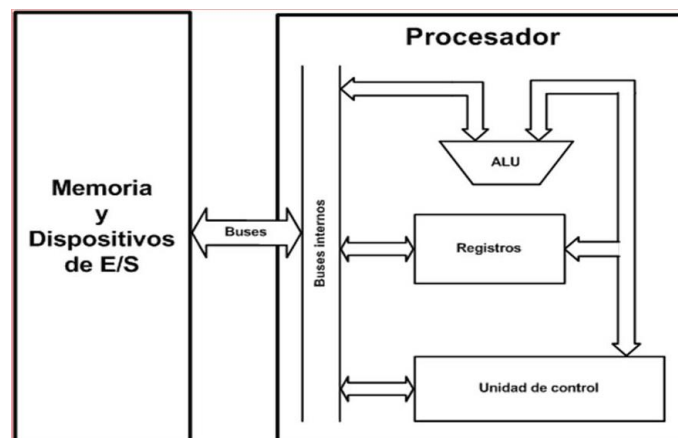 Procesador
ALU
Memoria
y
Dispositivos
de E/S
Buses
Buses internos
Registros
Unidad de control